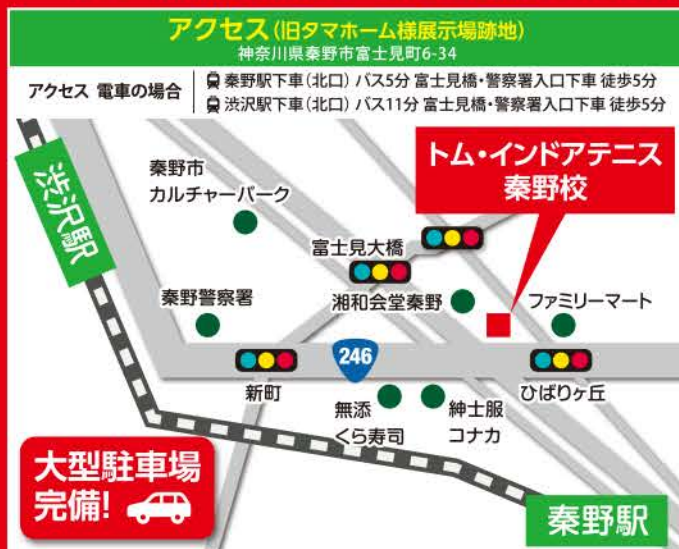 アクセス(旧タマホーム様展示場跡地)
神奈川県秦野市富士見町6-34
アクセス 電車の場合
秦野駅下車(北口) バス5分 富士見橋・警察署入口下車 徒歩5分
渋沢駅下車(北口) バス11分 富士見橋・警察署入口下車 徒歩5分
トム・インドアテニス
秦野校
秦野市
カルチャーパーク
渋沢駅
富士見大橋
秦野警察署
湘和会堂秦野
ファミリーマート
246
新町
ひばりヶ丘
無添
くら寿司
紳士服
コナカ
大型駐車場
完備!
秦野駅